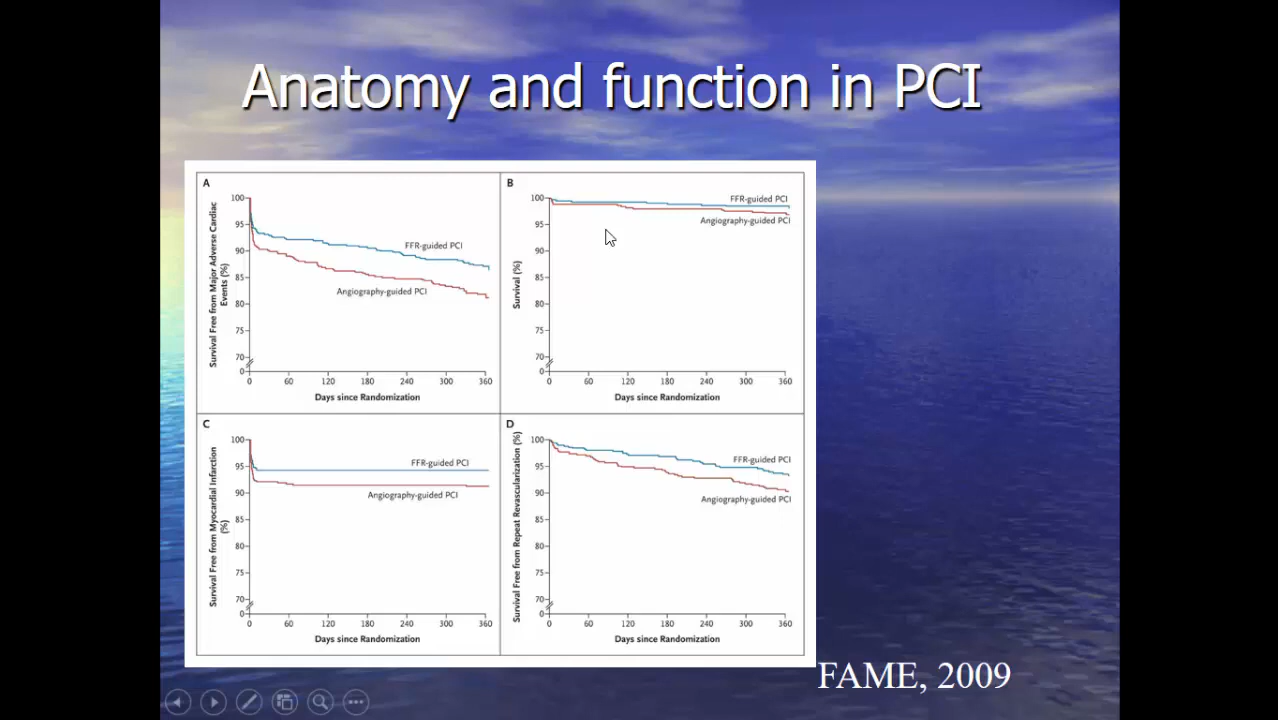 Anatomy and function in PCI
A
Survival Free from Major Adverse Cardiac
Events (%)
100
95
90
85
80
75
70
0
FFR-guided PCI
Angiography-guided PCI
0 60 120 180 240 300 360
Days since Randomization
B
Survival (%)
100
95
90
85
80
75
70
0
FFR-guided PCI
Angiography-guided PCI
0 60 120 180 240 300 360
Days since Randomization
C
Survival Free from Myocardial Infarction
(%)
100
95
90
85
80
75
70
0
FFR-guided PCI
Angiography-guided PCI
0 60 120 180 240 300 360
Days since Randomization
D
Survival Free from Repeat Revascularization (%)
100
95
90
85
80
75
70
0
FFR-guided PCI
Angiography-guided PCI
0 60 120 180 240 300 360
Days since Randomization
FAME, 2009